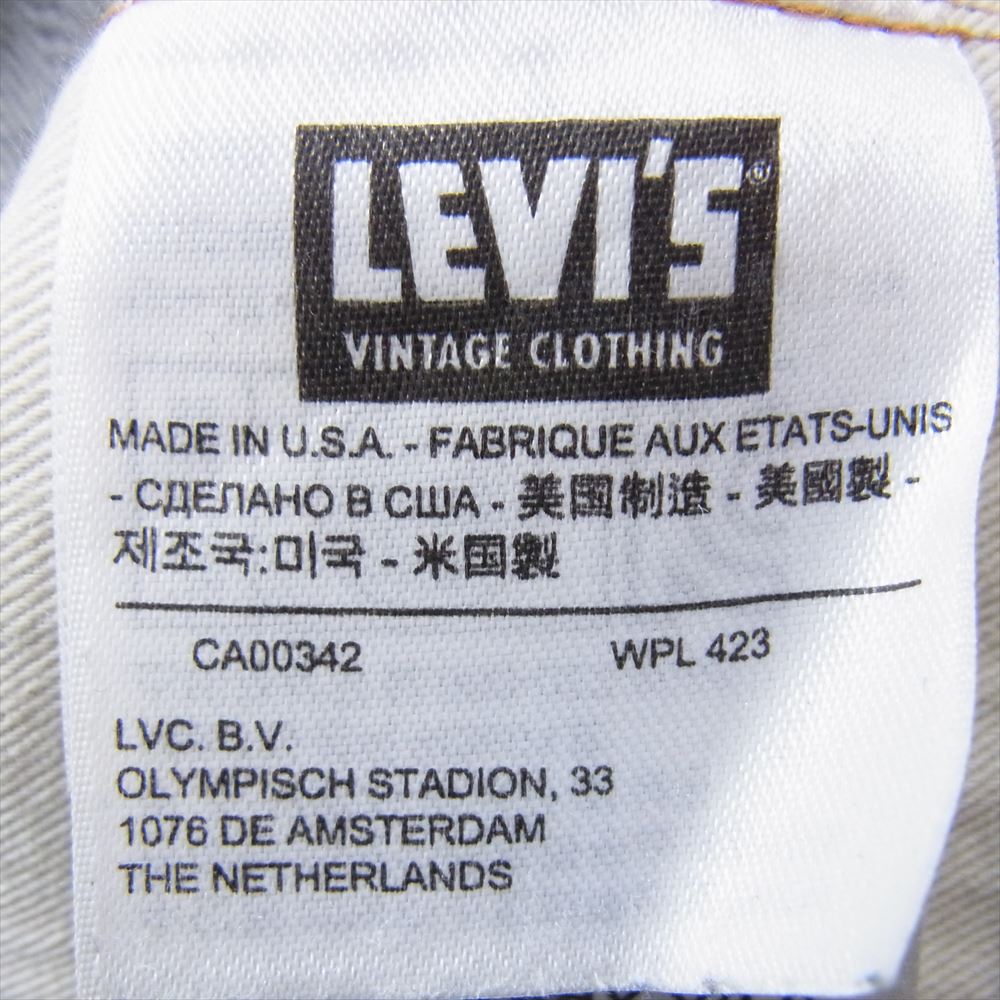 LEVI'S®
VINTAGE CLOTHING
MADE IN U.S.A. - FABRIQUE AUX ETATS-UNIS
- СДЕЛАНО В США - 美国制造 - 美國製 -
제조국:미국 - 米国製
CA00342 WPL 423
LVC. B.V.
OLYMPISCH STADION, 33
1076 DE AMSTERDAM
THE NETHERLANDS